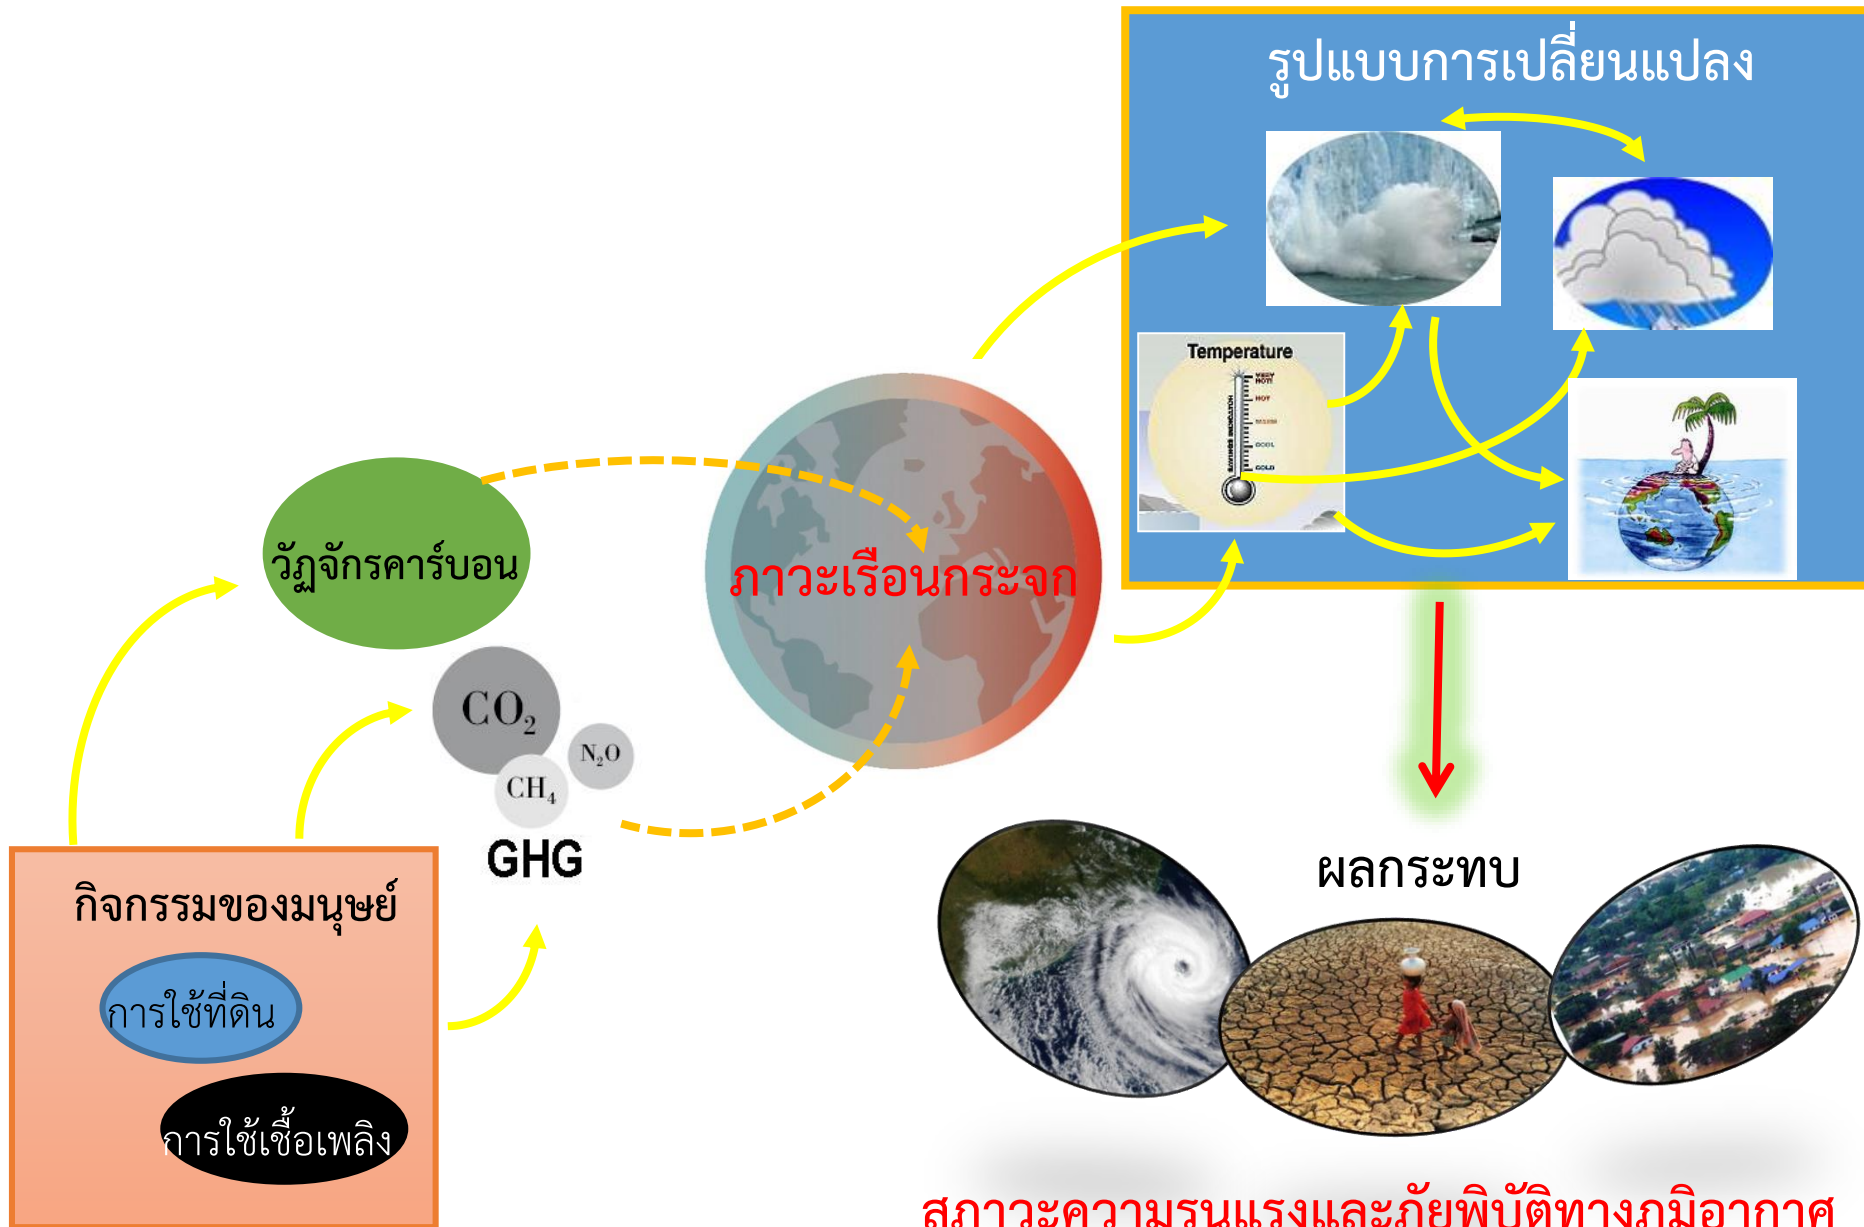 รูปแบบการเปลี่ยนแปลง
Temperature
VERY
HOT!
HOT
COOL
COLD
วัฏจักรคาร์บอน
ภาวะเรือนกระจก
CO₂
N₂O
CH₄
GHG
กิจกรรมของมนุษย์
การใช้ที่ดิน
การใช้เชื้อเพลิง
ผลกระทบ
สภาวะความรุนแรงและภัยพิบัติทางภูมิอากาศ